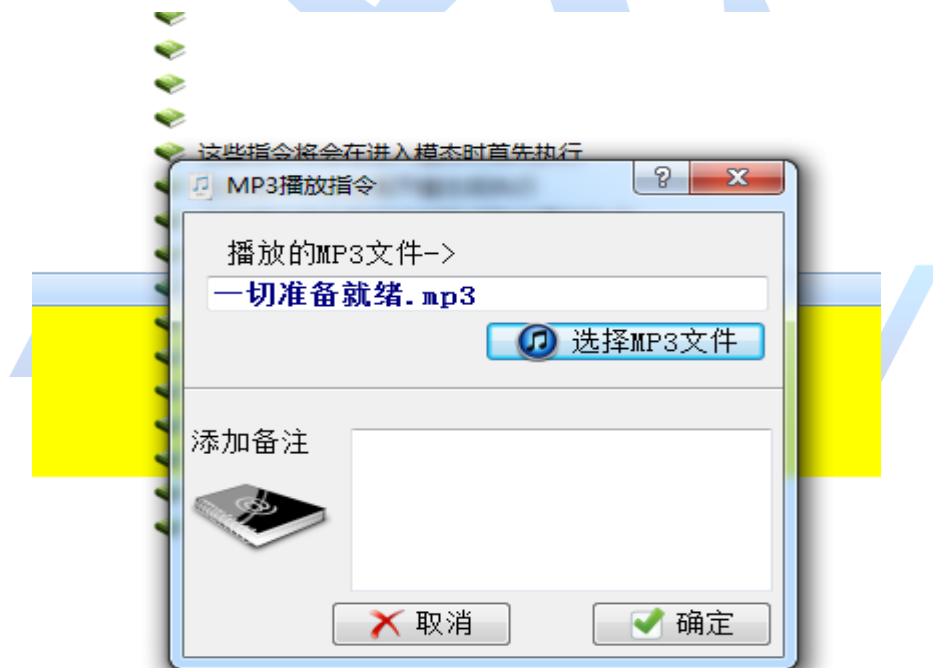 这些指令将会在进入模态时首先执行
MP3播放指令
播放的MP3文件->
一切准备就绪.mp3
选择MP3文件
添加备注
取消
确定